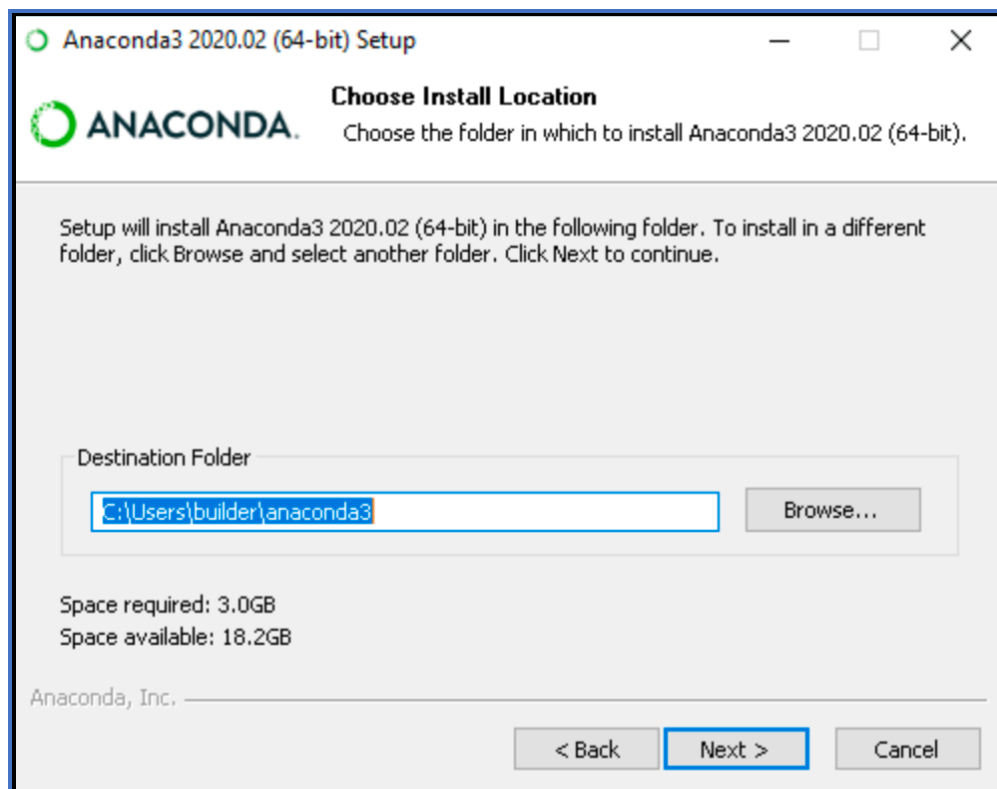 Anaconda3 2020.02 (64-bit) Setup
ANACONDA.
Choose Install Location
Choose the folder in which to install Anaconda3 2020.02 (64-bit).
Setup will install Anaconda3 2020.02 (64-bit) in the following folder. To install in a different
folder, click Browse and select another folder. Click Next to continue.
Destination Folder
C:\Users\builder\anaconda3
Browse...
Space required: 3.0GB
Space available: 18.2GB
Anaconda, Inc.
< Back
Next >
Cancel